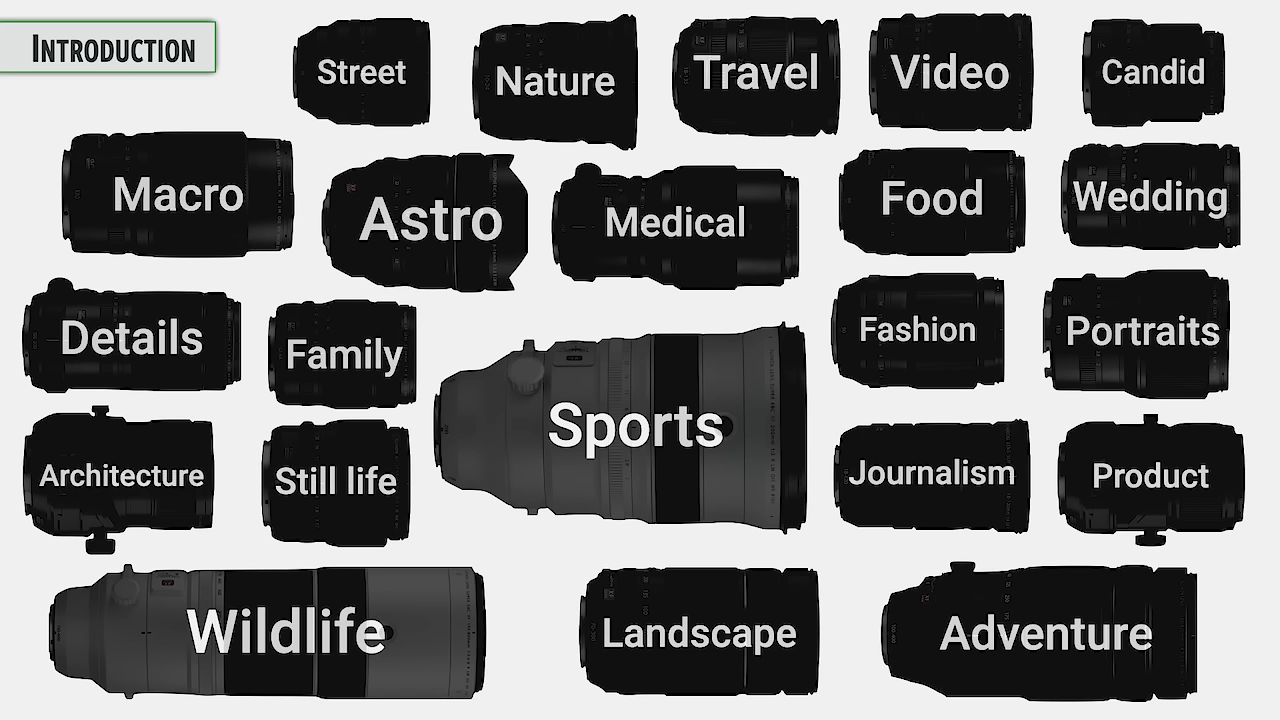 INTRODUCTION
Street
Nature
Travel
Video
Candid
Macro
Astro
Medical
Food
Wedding
Details
Family
Sports
Fashion
Portraits
Architecture
Still life
Journalism
Product
Wildlife
Landscape
Adventure